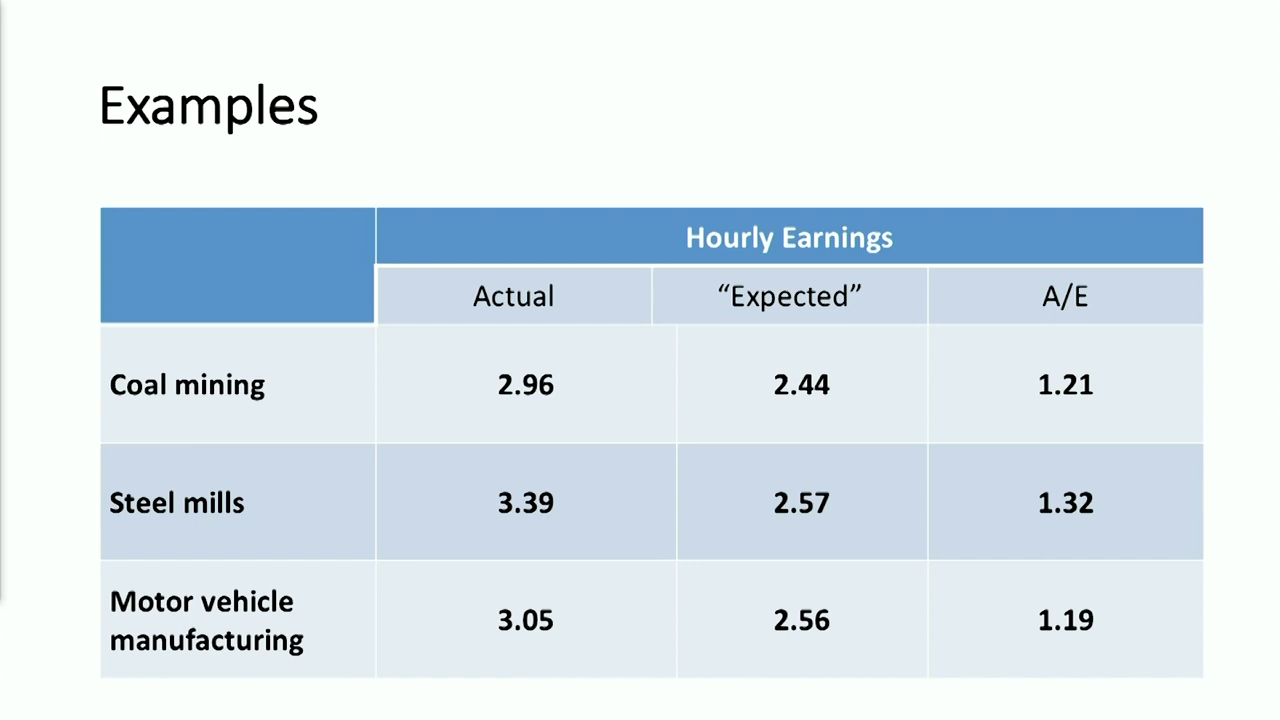 Examples
Hourly Earnings
Actual “Expected” A/E
Coal mining 2.96 2.44 1.21
Steel mills 3.39 2.57 1.32
Motor vehicle
manufacturing 3.05 2.56 1.19